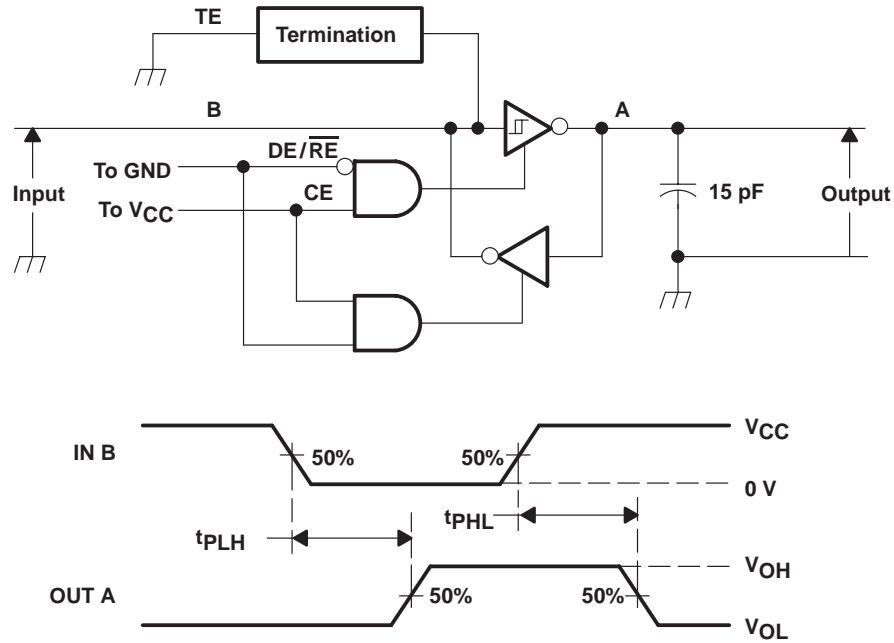 TE
Termination
B
A
DE/RE
To GND
CE
Input
15 pF
Output
To VCC
IN B
50%
50%
VCC
0 V
tPLH
tPHL
VOH
OUT A
50%
50%
VOL